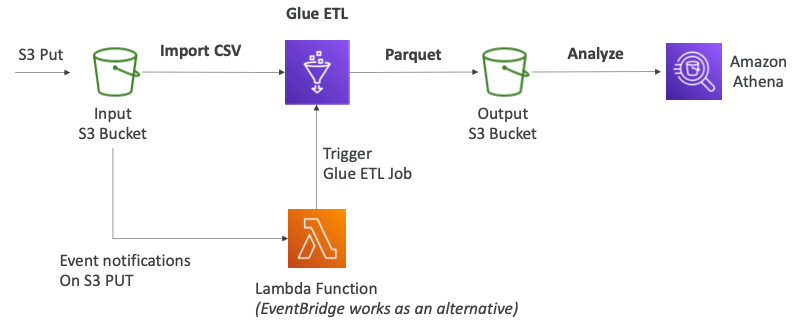 Glue ETL
S3 Put
Import CSV
Parquet
Analyze
Amazon
Athena
Input
S3 Bucket
Output
S3 Bucket
Trigger
Glue ETL Job
Event notifications
On S3 PUT
Lambda Function
(EventBridge works as an alternative)